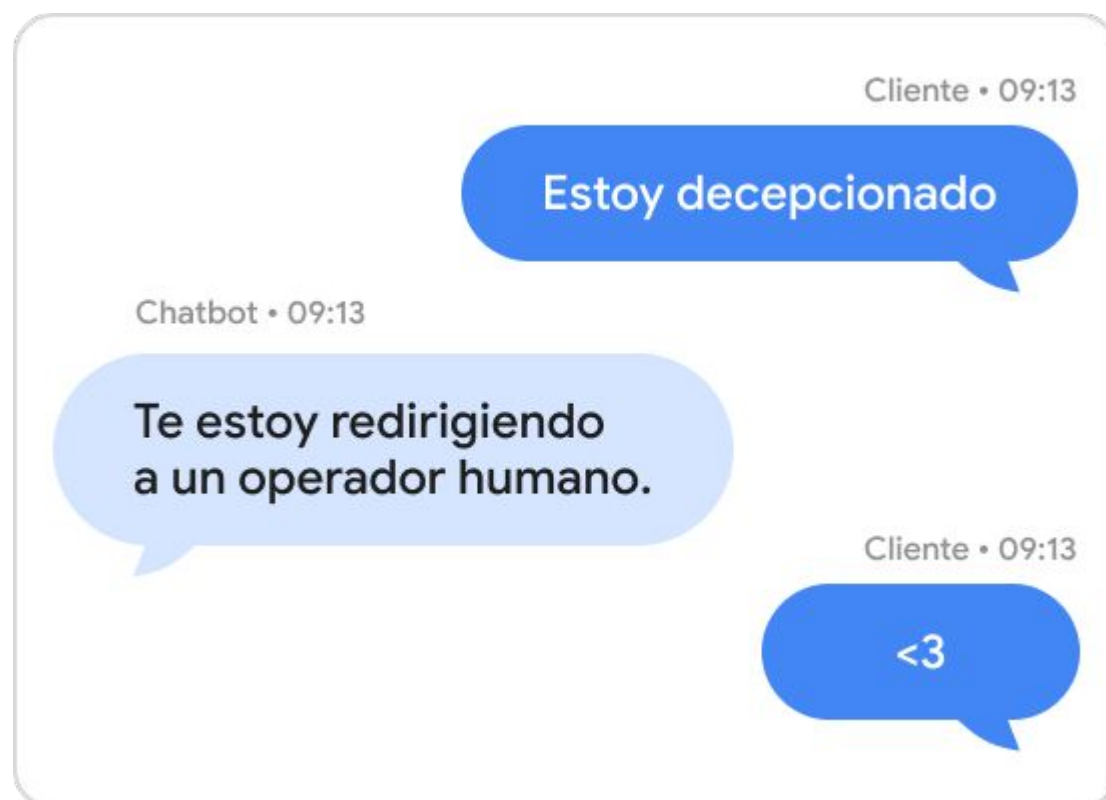 Cliente • 09:13
Estoy decepcionado
Chatbot • 09:13
Te estoy redirigiendo
a un operador humano.
Cliente • 09:13
<3